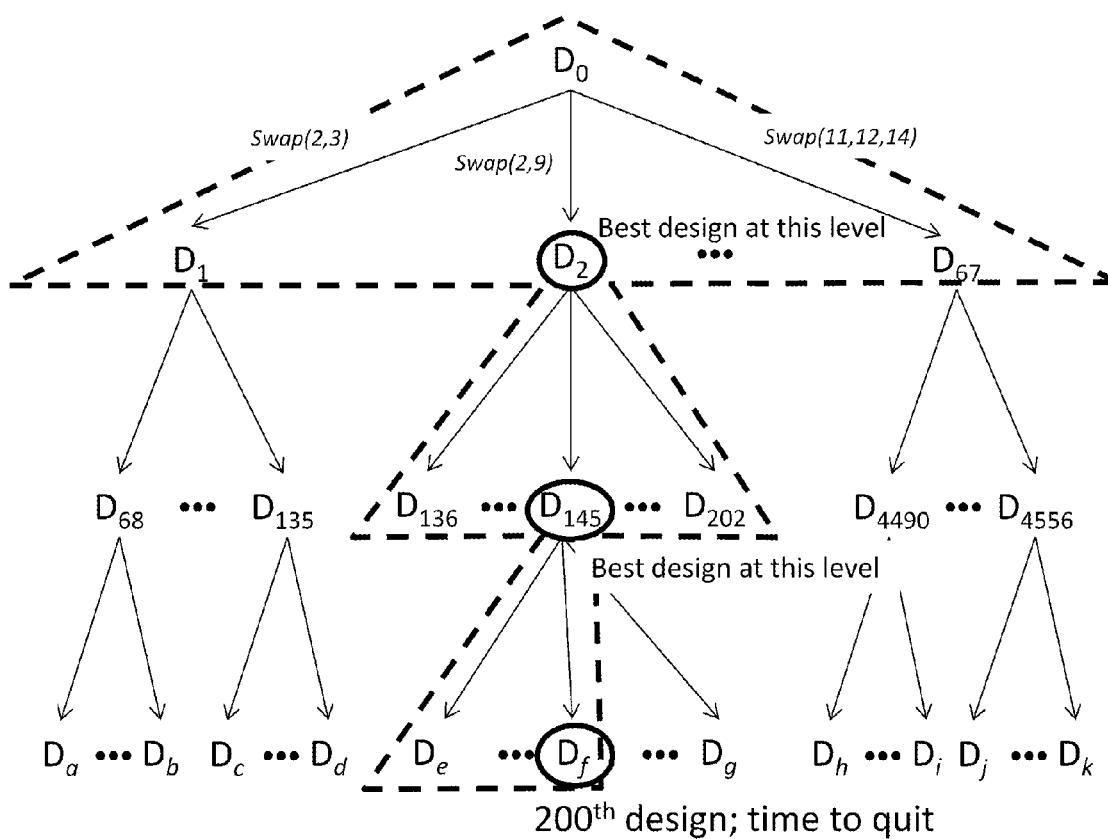 D0
Swap(2,3)
Swap(2,9)
Swap(11,12,14)
Best design at this level
D1
D2
•••
D67
D68 ••• D135
D136 ••• D145 ••• D202
D4490 ••• D4556
Best design at this level
Da ••• Db Dc ••• Dd
De ••• Df ••• Dg
Dh ••• Di Dj ••• Dk
200th design; time to quit